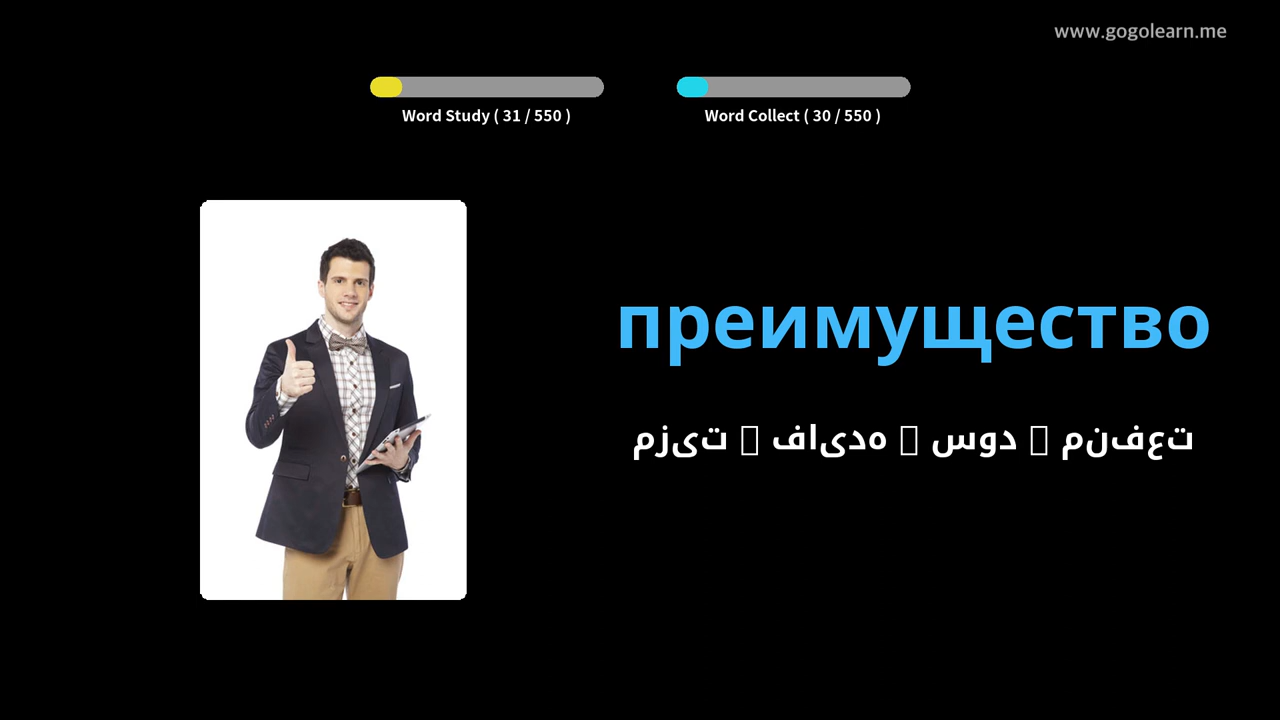 www.gogolearn.me
Word Study ( 31 / 550 )
Word Collect ( 30 / 550 )
преимущество
مزیت ▯ فایده ▯ سود ▯ منفعت